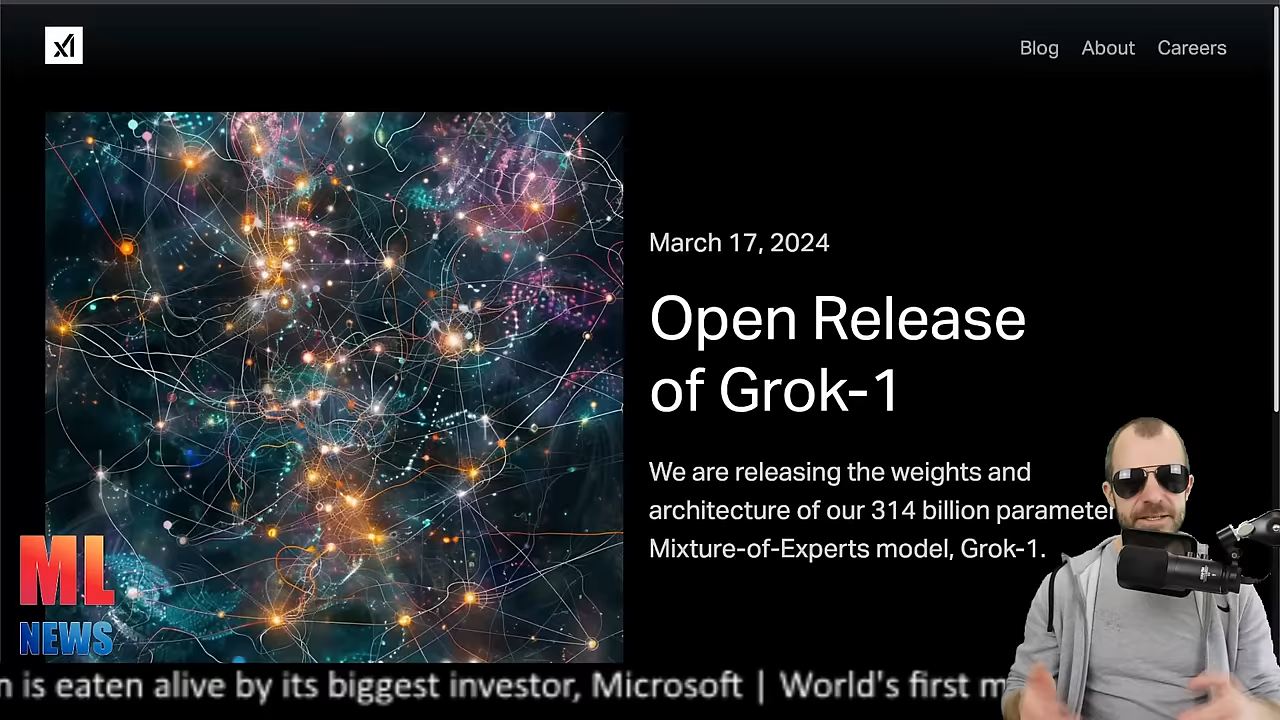 xI
Blog About Careers
March 17, 2024
Open Release
of Grok-1
We are releasing the weights and
architecture of our 314 billion parameter
Mixture-of-Experts model, Grok-1.
ML
NEWS
is eaten alive by its biggest investor, Microsoft | World's first